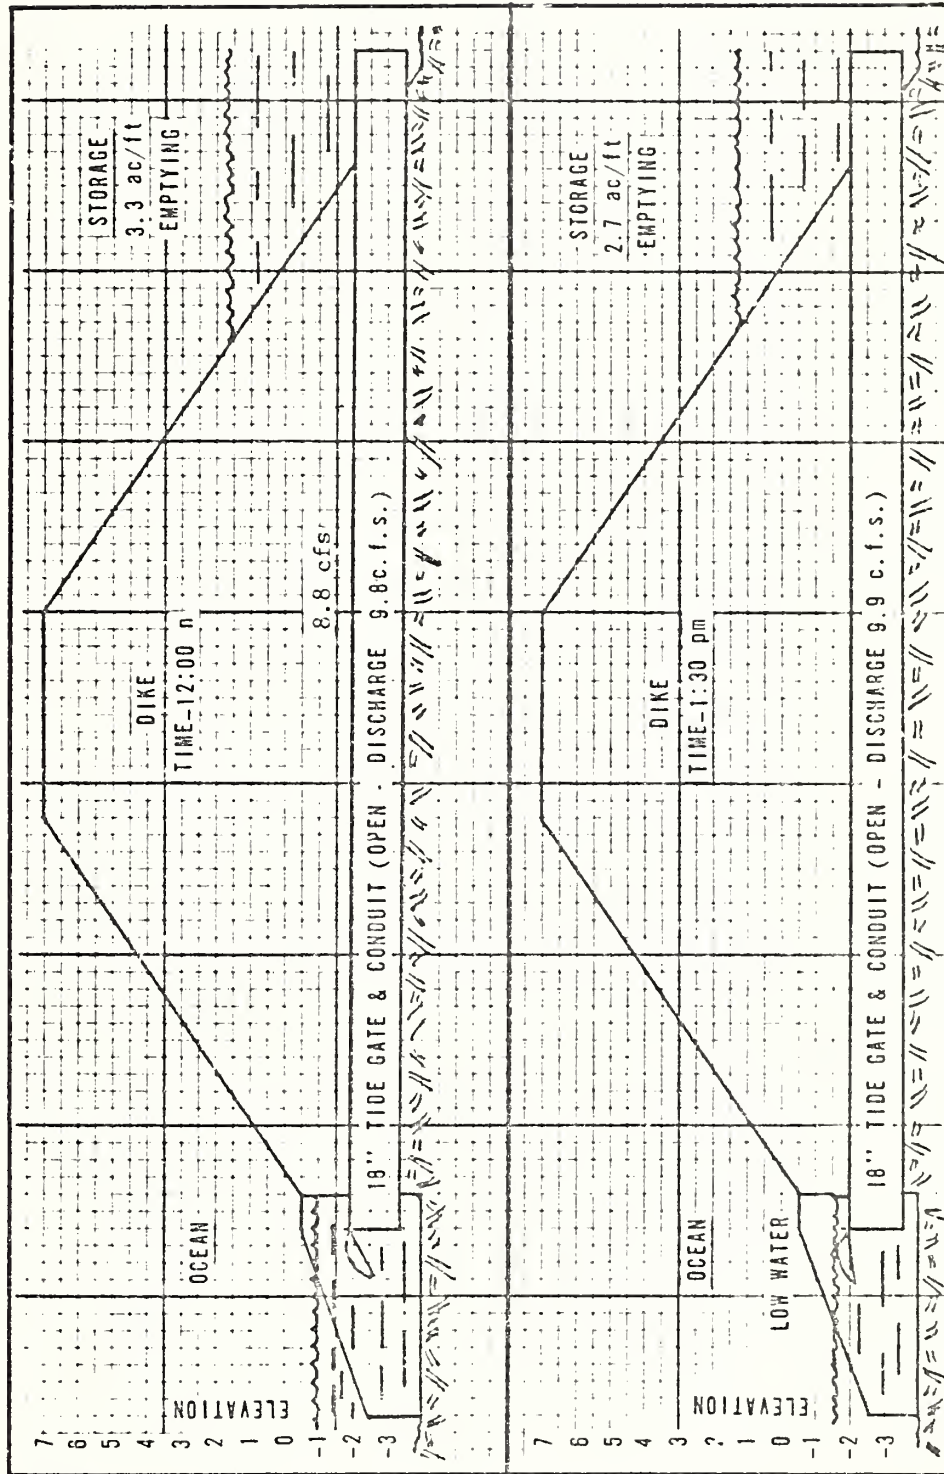 STORAGE
3.3 ac/ft
EMPTYING
DIKE
TIME-12:00 n
8.8 cfs
OCEAN
18'' TIDE GATE & CONDUIT (OPEN - DISCHARGE 9.8c.f.s.)
ELEVATION
7
6
5
4
3
2
1
0
-1
-2
-3
STORAGE
2.7 ac/ft
EMPTYING
DIKE
TIME-1:30 pm
OCEAN
LOW WATER
18'' TIDE GATE & CONDUIT (OPEN - DISCHARGE 9.9 c.f.s.)
ELEVATION
7
6
5
4
3
2
1
0
-1
-2
-3